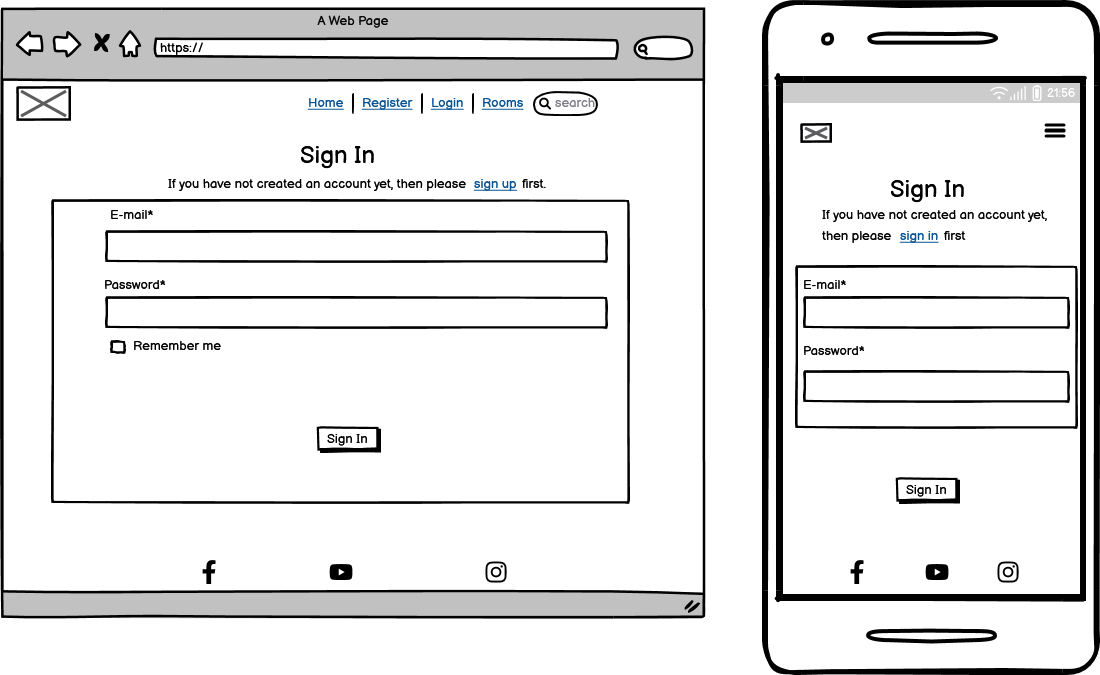 A Web Page
https://
Home Register Login Rooms search
Sign In
If you have not created an account yet, then please sign up first.
E-mail*
Password*
Remember me
Sign In
21:56
Sign In
If you have not created an account yet,
then please sign in first
E-mail*
Password*
Sign In